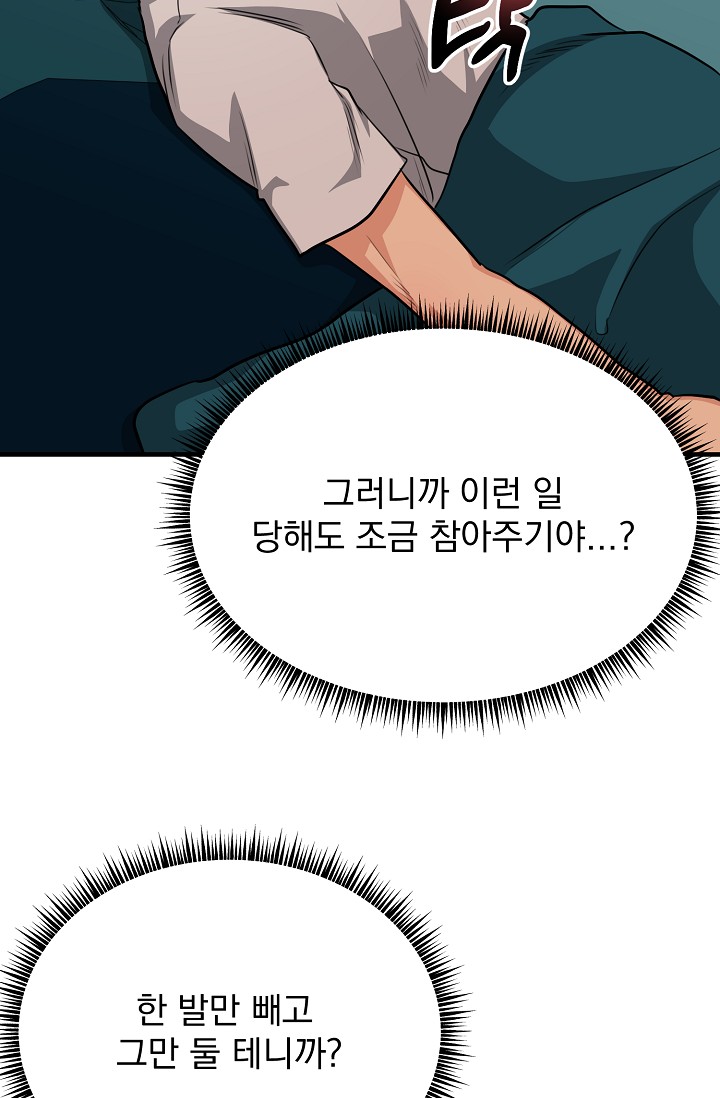 탁
그러니까 이런 일
당해도 조금 참아주기야...?
한 발만 빼고
그만 둘 테니까?